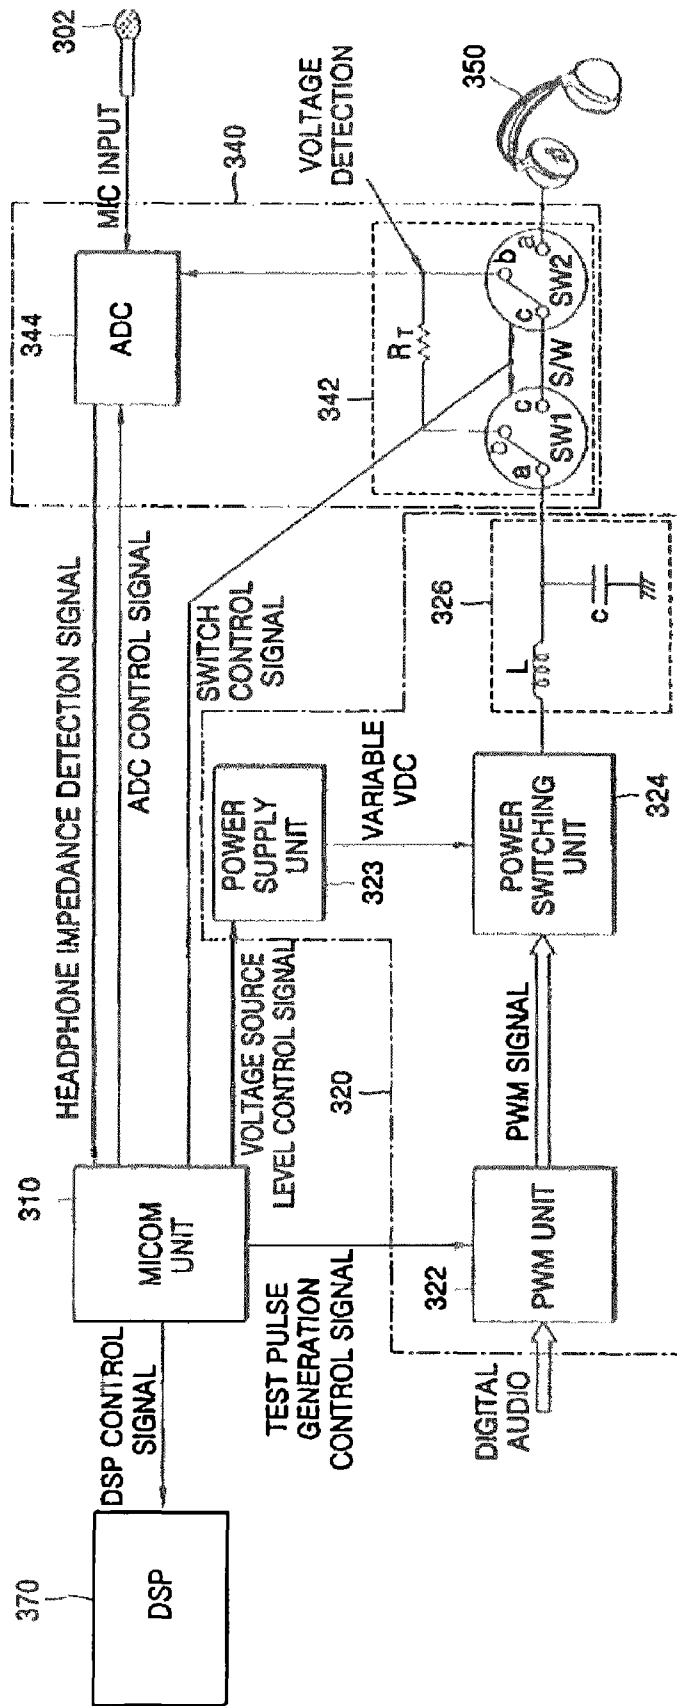 370
DSP
DSP CONTROL
SIGNAL
310
MICOM
UNIT
HEADPHONE IMPEDANCE DETECTION SIGNAL
ADC CONTROL SIGNAL
SWITCH
CONTROL
SIGNAL
VOLTAGE SOURCE
LEVEL CONTROL SIGNAL
TEST PULSE
GENERATION
CONTROL SIGNAL
344
ADC
MIC INPUT
302
340
VOLTAGE
DETECTION
342
RT
a
b
c
SW1
S/W
c
b
a
SW2
350
POWER
SUPPLY
UNIT
323
VARIABLE
VDC
320
326
L
C
DIGITAL
AUDIO
322
PWM UNIT
PWM SIGNAL
POWER
SWITCHING
UNIT
324